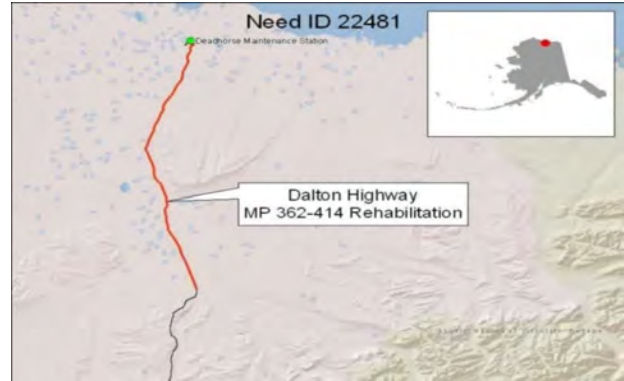 Need ID 22481
Deadhorse Maintenance Station
Dalton Highway
MP 362-414 Rehabilitation